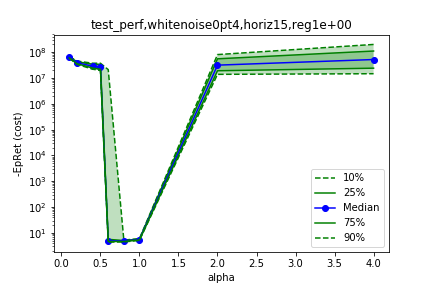 test_perf,whitenoise0pt4,horiz15,reg1e+00
10⁸
10⁷
10⁶
10⁵
10⁴
10³
10²
10¹
-EpRet (cost)
10%
25%
Median
75%
90%
0.0 0.5 1.0 1.5 2.0 2.5 3.0 3.5 4.0
alpha